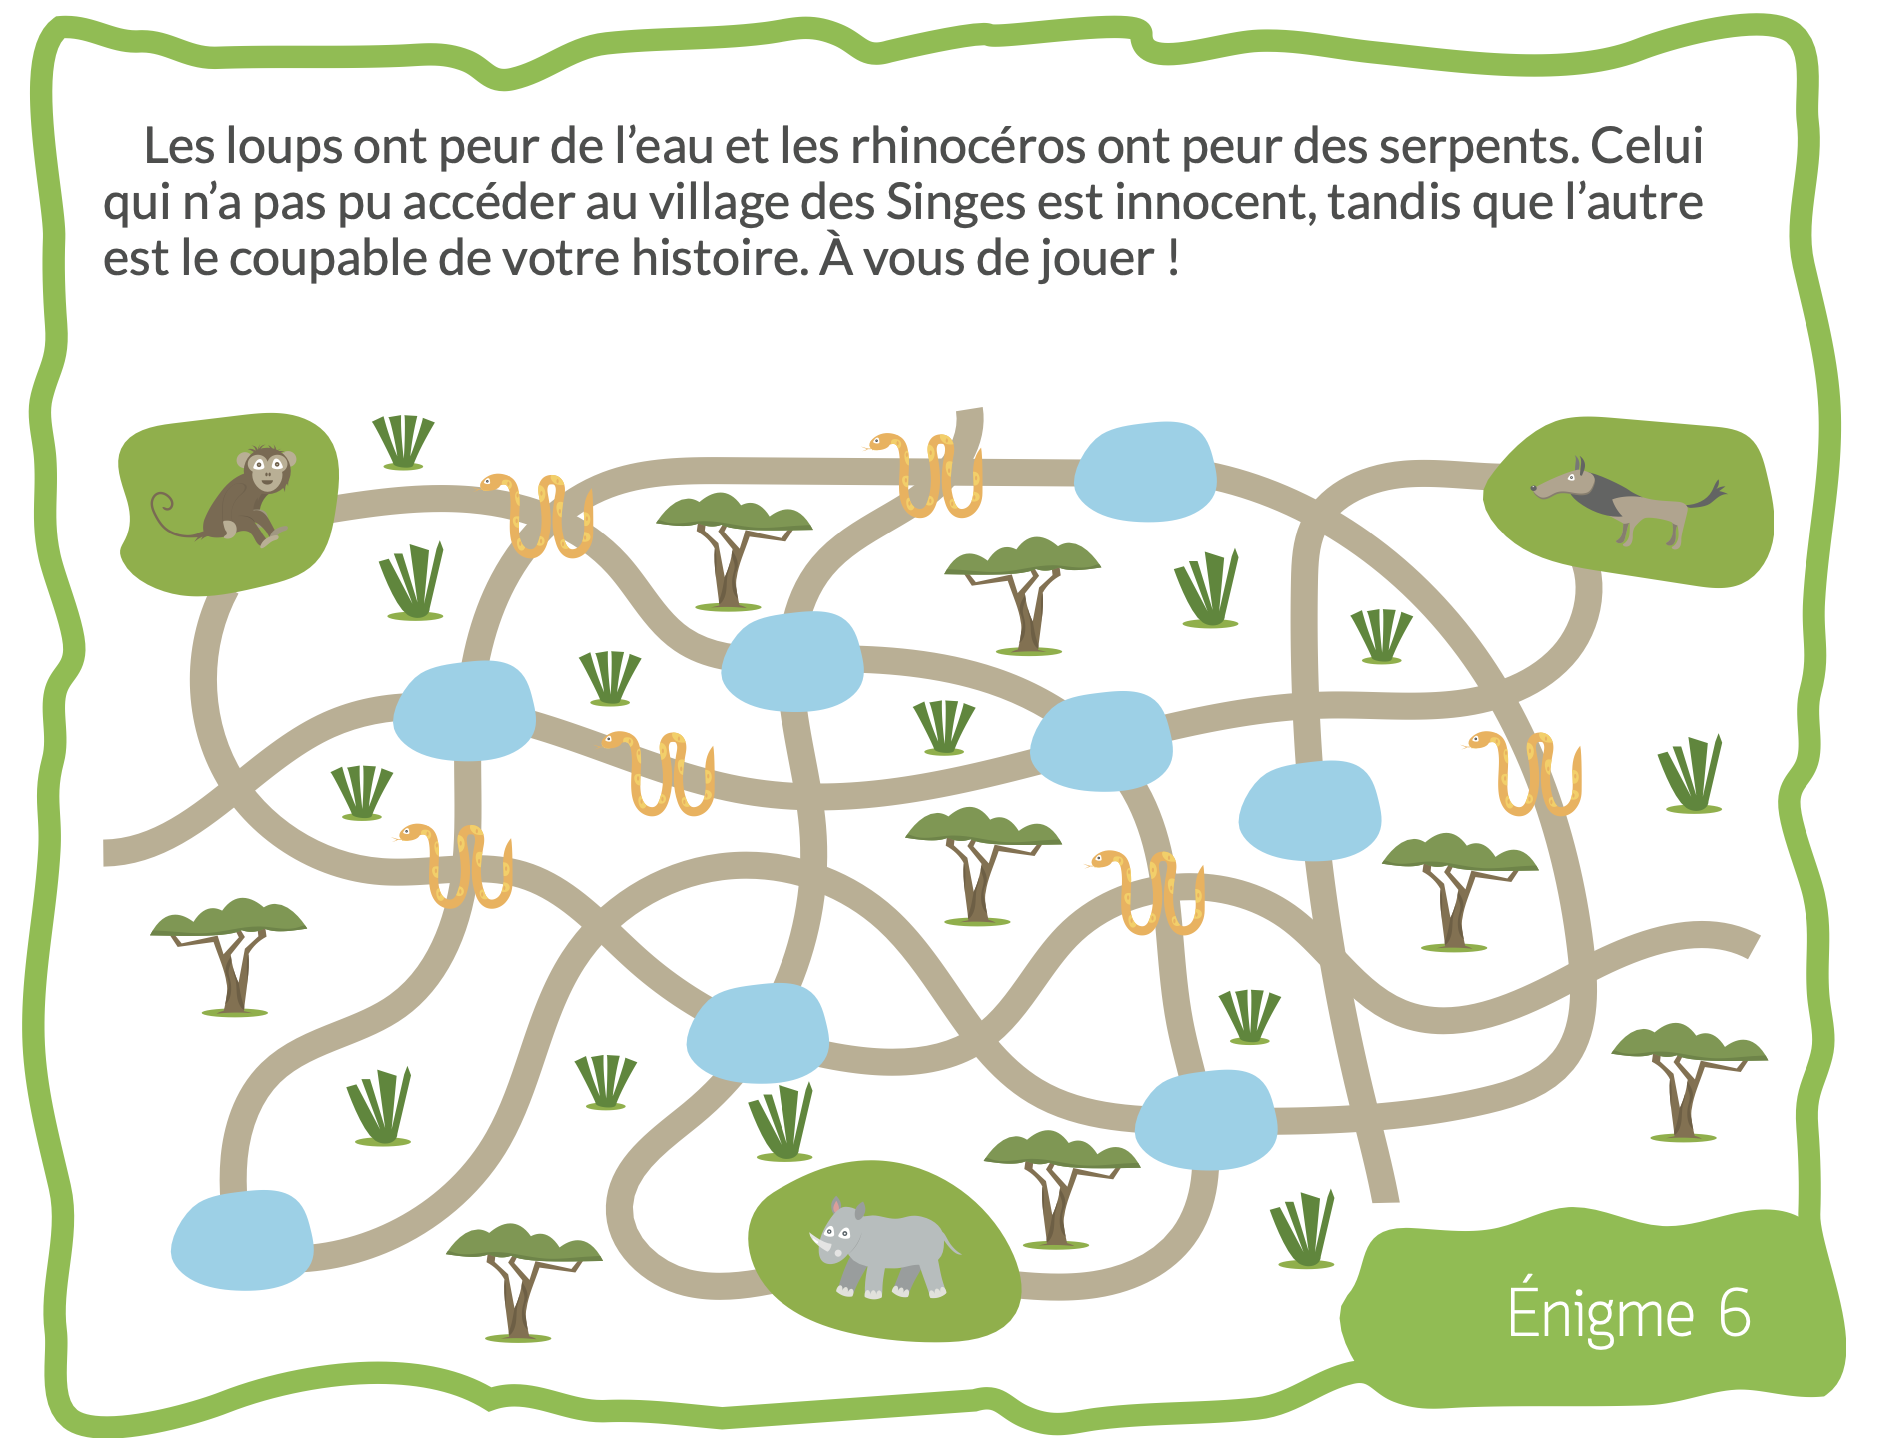 Les loups ont peur de l’eau et les rhinocéros ont peur des serpents. Celui
qui n’a pas pu accéder au village des Singes est innocent, tandis que l’autre
est le coupable de votre histoire. À vous de jouer !
Énigme 6